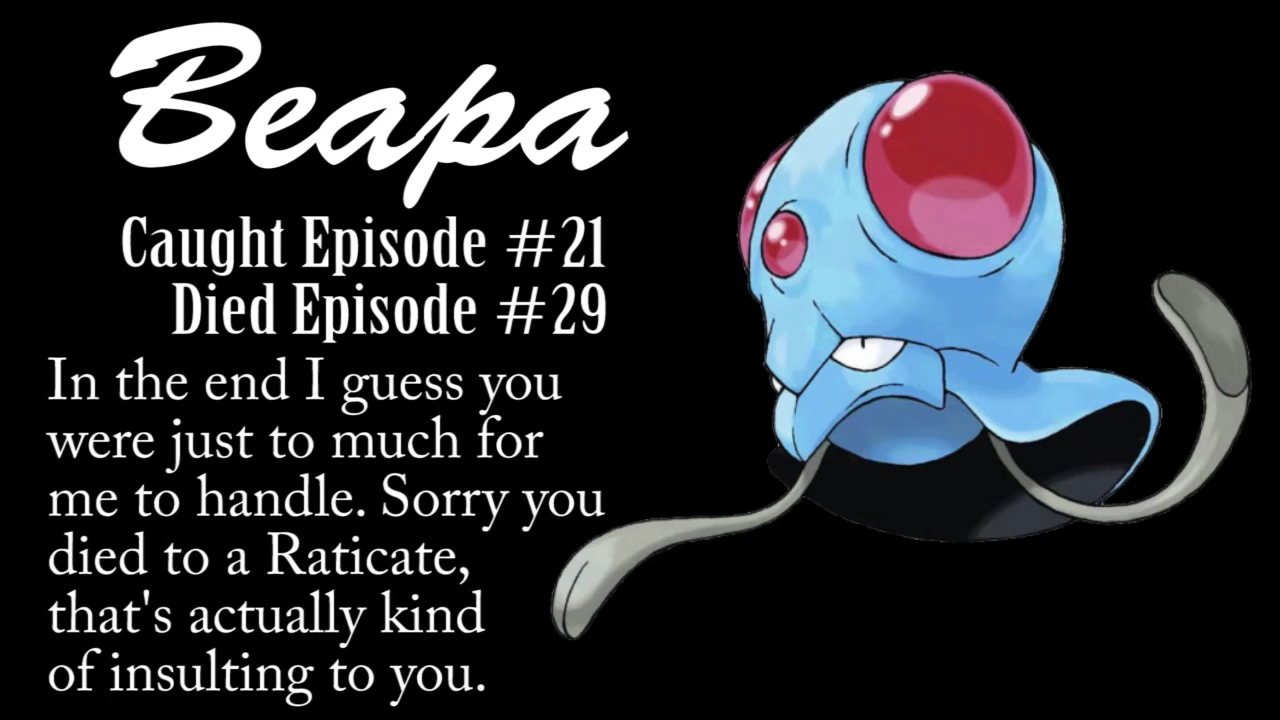 Beapa
Caught Episode #21
Died Episode #29
In the end I guess you
were just to much for
me to handle. Sorry you
died to a Raticate,
that's actually kind
of insulting to you.